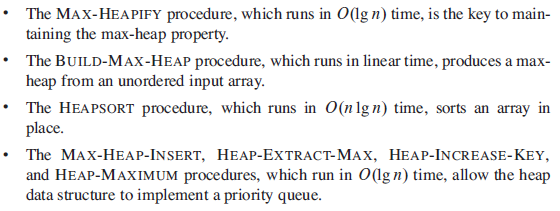 • The MAX-HEAPIFY procedure, which runs in O(lg n) time, is the key to main-
taining the max-heap property.
• The BUILD-MAX-HEAP procedure, which runs in linear time, produces a max-
heap from an unordered input array.
• The HEAPSORT procedure, which runs in O(n lg n) time, sorts an array in
place.
• The MAX-HEAP-INSERT, HEAP-EXTRACT-MAX, HEAP-INCREASE-KEY,
and HEAP-MAXIMUM procedures, which run in O(lg n) time, allow the heap
data structure to implement a priority queue.